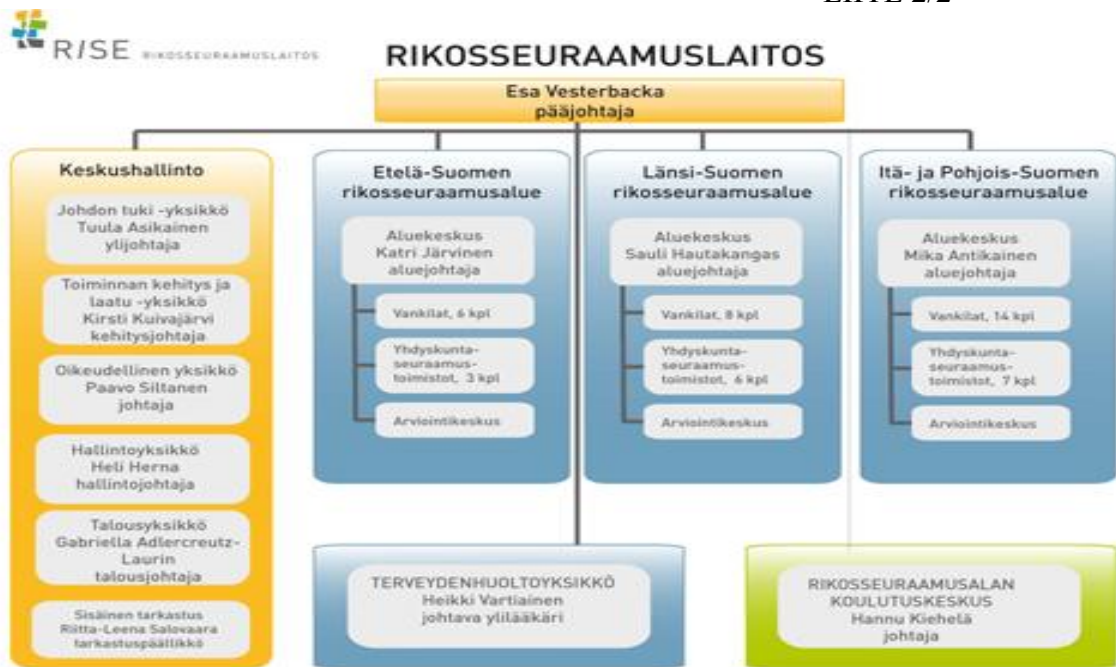 RISE RIKOSSEURAAMUSLAITOS
RIKOSSEURAAMUSLAITOS
Esa Vesterbacka
pääjohtaja
Keskushallinto
Johdon tuki -yksikkö
Tuula Asikainen
ylijohtaja
Toiminnan kehitys ja
laatu -yksikkö
Kirsti Kuivajärvi
kehitysjohtaja
Oikeudellinen yksikkö
Paavo Siltanen
johtaja
Hallintoyksikkö
Heli Herna
hallintojohtaja
Talousyksikkö
Gabriella Adlercreutz-
Laurin
talousjohtaja
Sisäinen tarkastus
Riitta-Leena Salovaara
tarkastuspäällikkö
Etelä-Suomen
rikosseuraamusalue
Aluekeskus
Katri Järvinen
aluejohtaja
Vankilat, 6 kpl
Yhdyskunta-
seuraamus-
toimistot, 3 kpl
Arviointikeskus
Länsi-Suomen
rikosseuraamusalue
Aluekeskus
Sauli Hautakangas
aluejohtaja
Vankilat, 8 kpl
Yhdyskunta-
seuraamus-
toimistot, 6 kpl
Arviointikeskus
Itä- ja Pohjois-Suomen
rikosseuraamusalue
Aluekeskus
Mika Antikainen
aluejohtaja
Vankilat, 14 kpl
Yhdyskunta-
seuraamus-
toimistot, 7 kpl
Arviointikeskus
TERVEYDENHUOLTOYKSIKKÖ
Heikki Vartiainen
johtava ylilääkäri
RIKOSSEURAAMUSALAN
KOULUTUSKESKUS
Hannu Kiehelä
johtaja